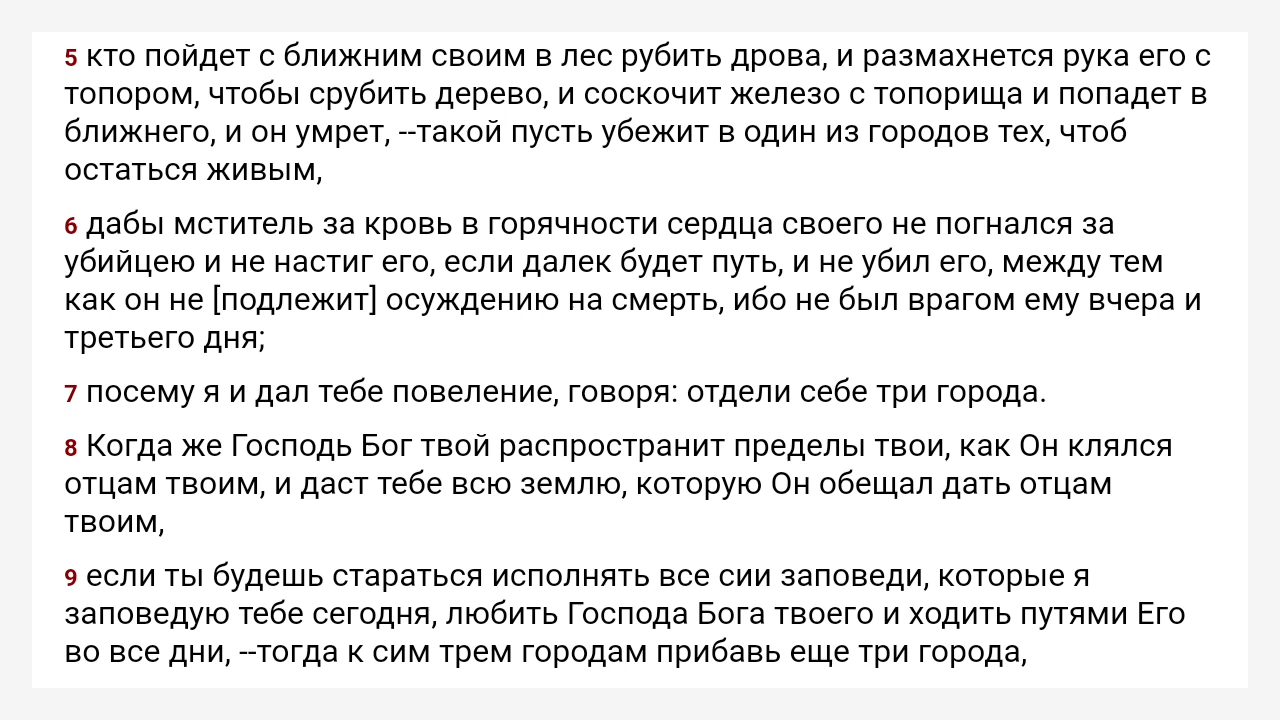 5 кто пойдет с ближним своим в лес рубить дрова, и размахнется рука его с
топором, чтобы срубить дерево, и соскочит железо с топорища и попадет в
ближнего, и он умрет, --такой пусть убежит в один из городов тех, чтоб
остаться живым,
6 дабы мститель за кровь в горячности сердца своего не погнался за
убийцею и не настиг его, если далек будет путь, и не убил его, между тем
как он не [подлежит] осуждению на смерть, ибо не был врагом ему вчера и
третьего дня;
7 посему я и дал тебе повеление, говоря: отдели себе три города.
8 Когда же Господь Бог твой распространит пределы твои, как Он клялся
отцам твоим, и даст тебе всю землю, которую Он обещал дать отцам
твоим,
9 если ты будешь стараться исполнять все сии заповеди, которые я
заповедую тебе сегодня, любить Господа Бога твоего и ходить путями Его
во все дни, --тогда к сим трем городам прибавь еще три города,